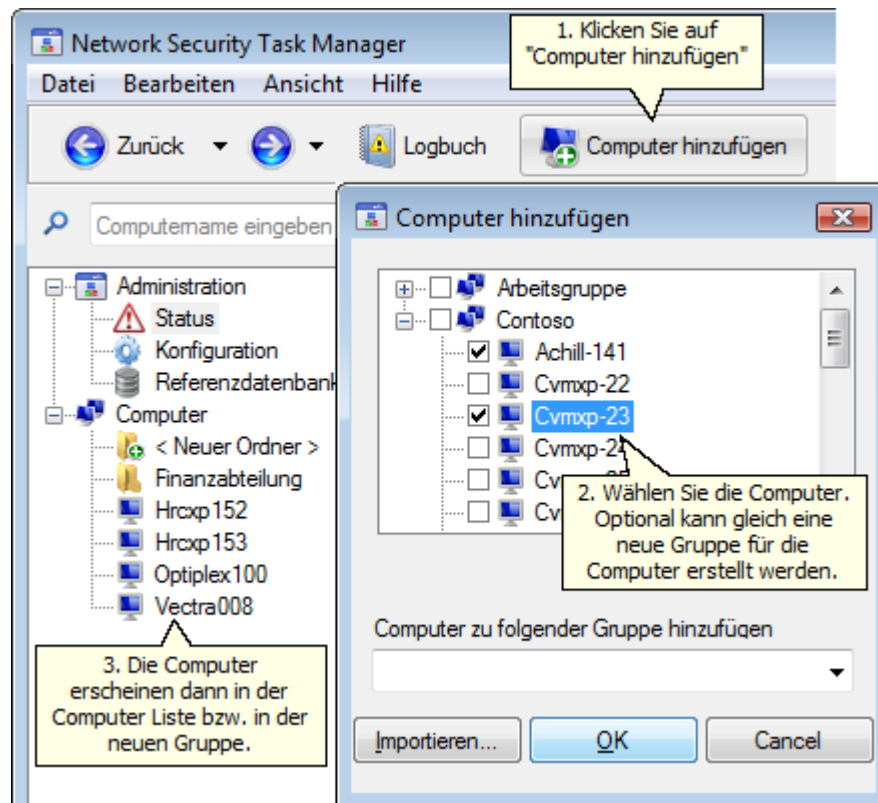 Network Security Task Manager
1. Klicken Sie auf
"Computer hinzufügen"
Datei Bearbeiten Ansicht Hilfe
Zurück
Logbuch
Computer hinzufügen
Computername eingeben
Administration
Status
Konfiguration
Referenzdatenbank
Computer
< Neuer Ordner >
Finanzabteilung
Hrcxp152
Hrcxp153
Optiplex100
Vectra008
3. Die Computer
erscheinen dann in der
Computer Liste bzw. in der
neuen Gruppe.
Computer hinzufügen
Arbeitsgruppe
Contoso
Achill-141
Cvmxp-22
Cvmxp-23
2. Wählen Sie die Computer.
Optional kann gleich eine
neue Gruppe für die
Computer erstellt werden.
Computer zu folgender Gruppe hinzufügen
Importieren...
OK
Cancel